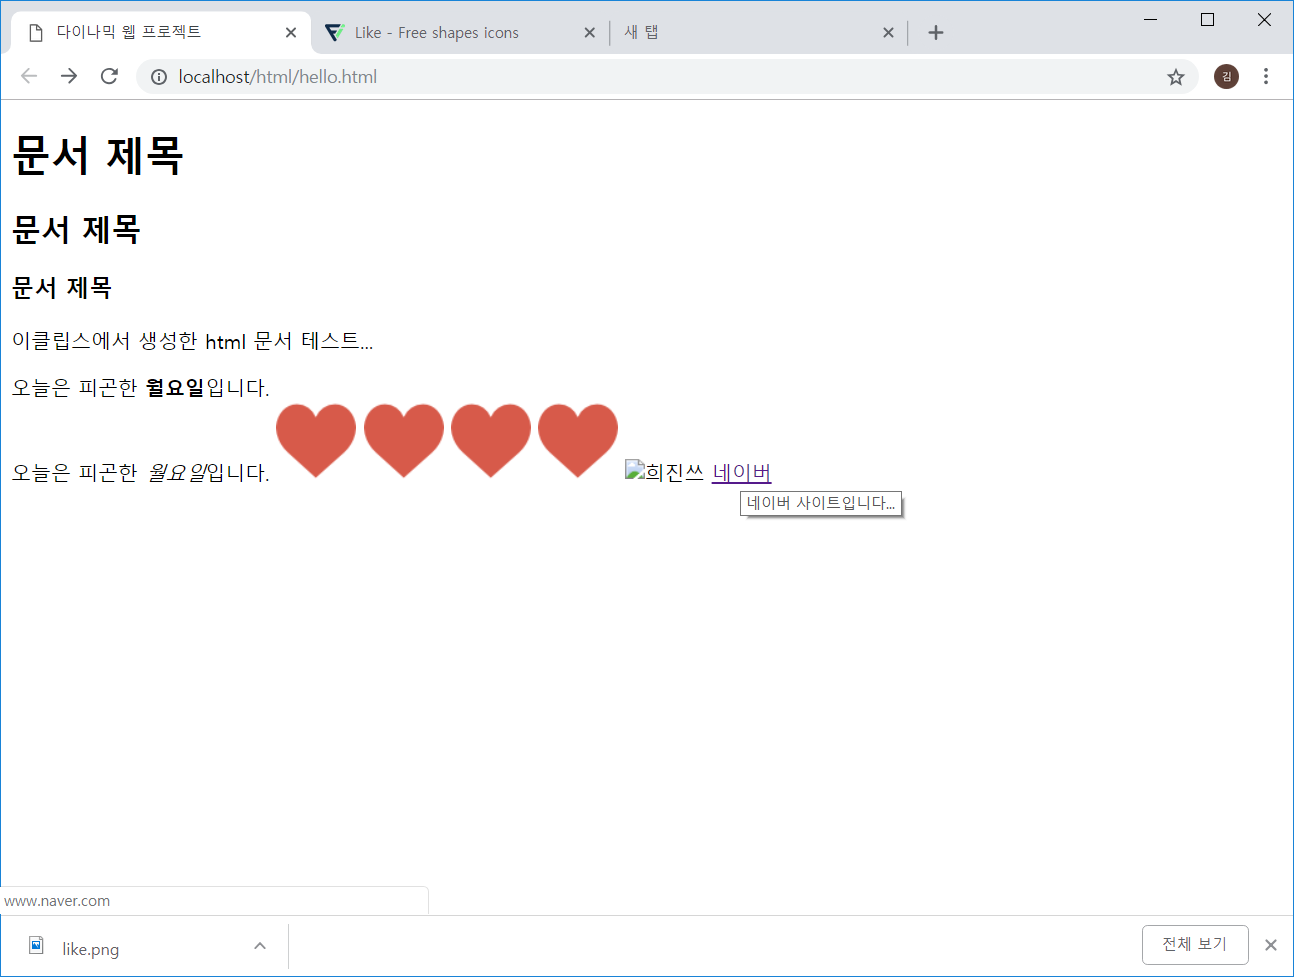 다이나믹 웹 프로젝트
Like - Free shapes icons
새 탭
localhost/html/hello.html
김
문서 제목
문서 제목
문서 제목
이클립스에서 생성한 html 문서 테스트...
오늘은 피곤한 월요일입니다.
오늘은 피곤한 월요일입니다. 희진쓰 네이버
네이버 사이트입니다...
www.naver.com
like.png
전체 보기